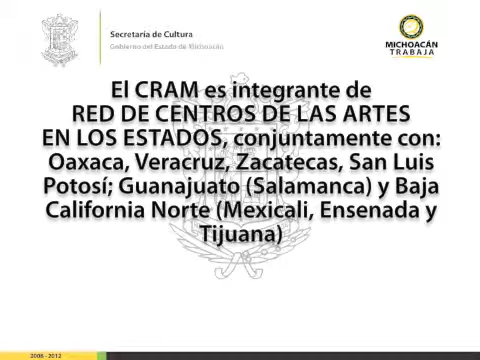 Secretaría de Cultura
Gobierno del Estado de Michoacán
MICHOACÁN
TRABAJA
El CRAM es integrante de
RED DE CENTROS DE LAS ARTES
EN LOS ESTADOS, conjuntamente con:
Oaxaca, Veracruz, Zacatecas, San Luis
Potosí; Guanajuato (Salamanca) y Baja
California Norte (Mexicali, Ensenada y
Tijuana)
2008 - 2012